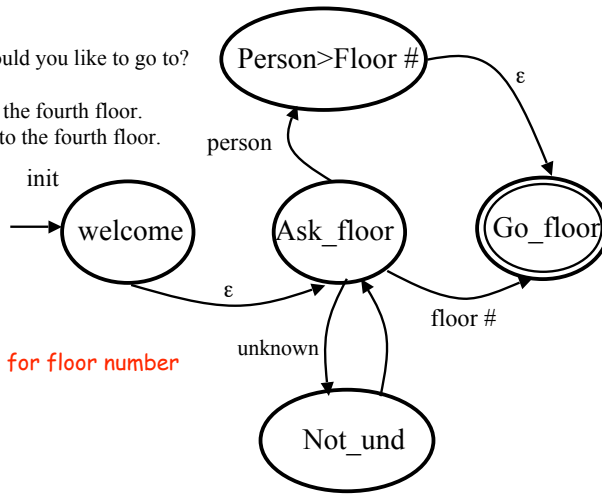 ould you like to go to?
Person>Floor #
ε
the fourth floor.
to the fourth floor.
person
init
welcome
Ask_floor
Go_floor
ε
floor #
unknown
for floor number
Not_und